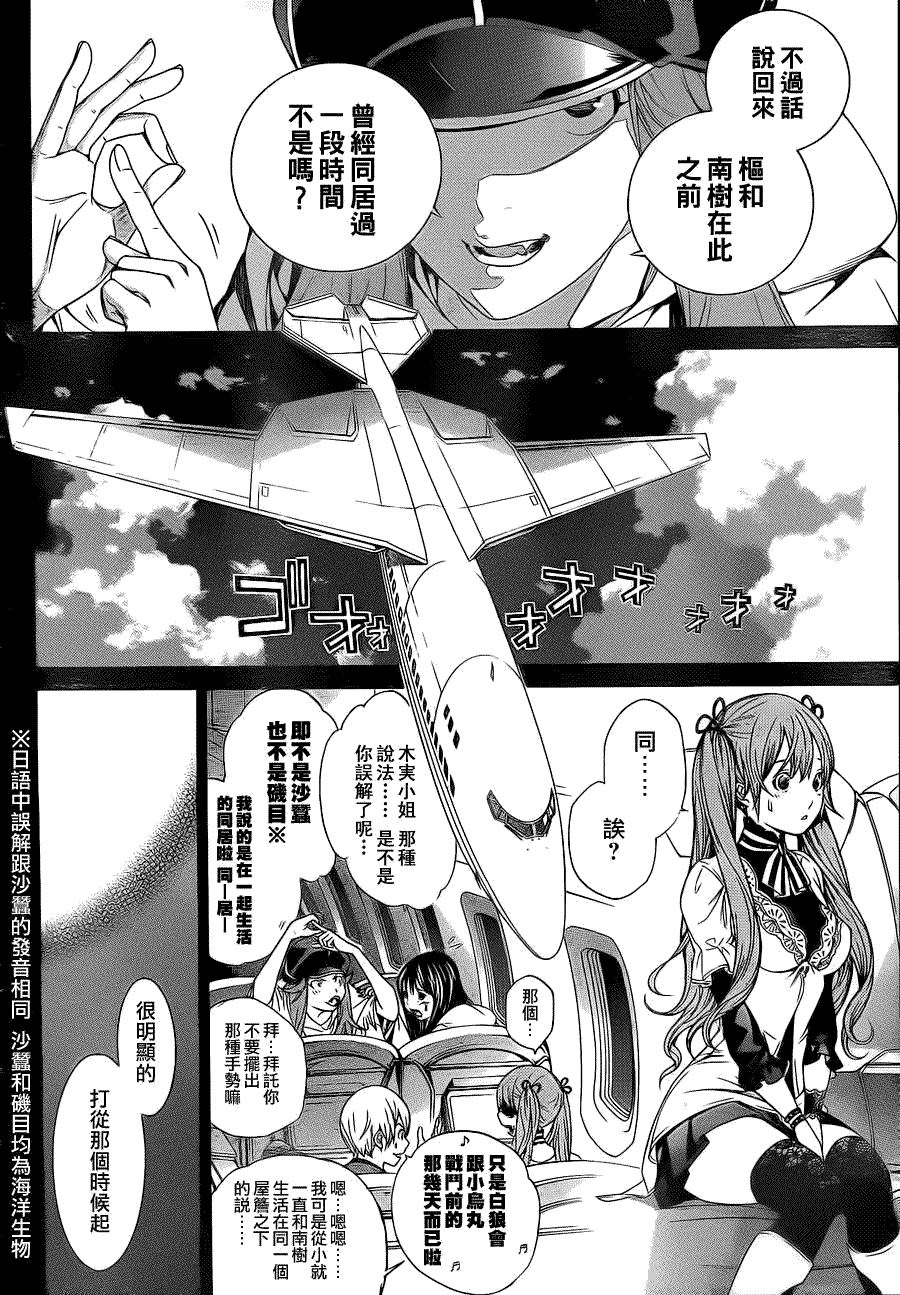 不過話
說回來
樞和
南樹在此
之前
曾經同居過
一段時間
不是嗎？
ゴ
オ
ォ
オ
オ
ォ
オ
ォ
ォ
ォ
同……
誒？
木実小姐 那種
說法…… 是不是
你誤解了呢…
即不是沙蠶
也不是磯目※
我說的是在一起生活
的同居啦 同—居—
那個…
拜…拜託你
不要擺出
那種手勢嘛
只是白狼會
跟小烏丸
戰鬥前的
那幾天而已啦
♪
♪
♬
嗯…嗯嗯……
我可是從小就
一直和南樹
生活在同一個
屋簷之下
的說……
很明顯的
打從那個時候起
※日語中誤解跟沙蠶的發音相同 沙蠶和磯目均為海洋生物